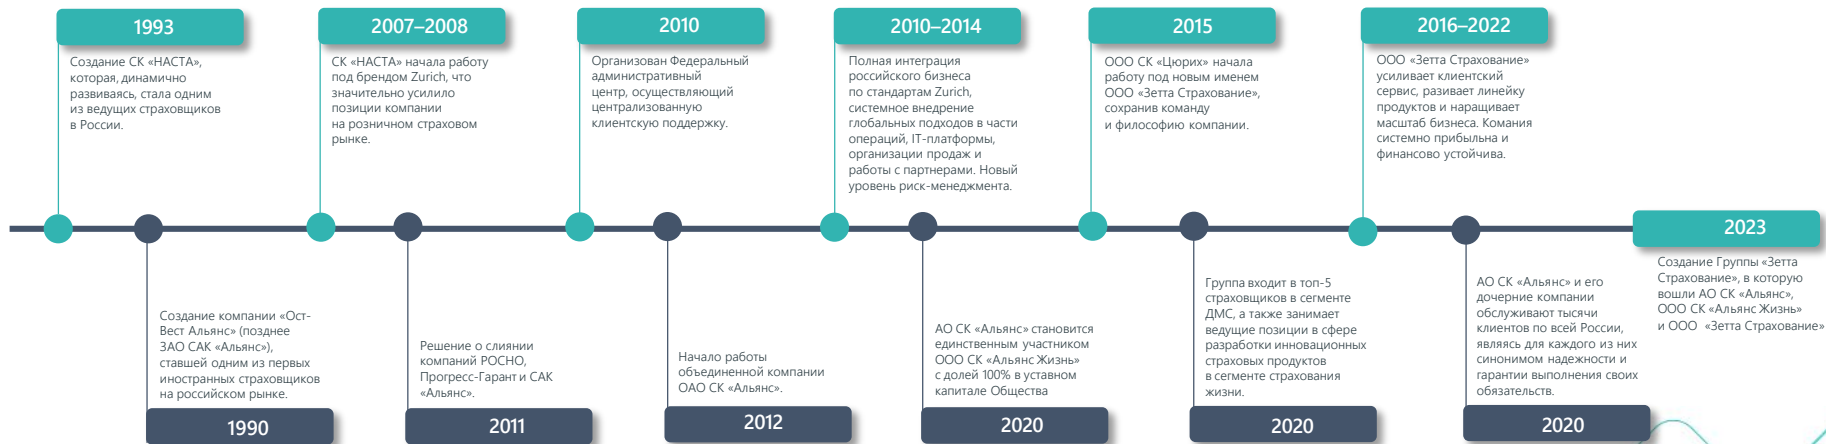 1993
Создание СК «НАСТА»,
которая, динамично
развиваясь, стала одним
из ведущих страховщиков
в России.
2007–2008
СК «НАСТА» начала работу
под брендом Zurich, что
значительно усилило
позиции компании
на розничном страховом
рынке.
2010
Организован Федеральный
административный
центр, осуществляющий
централизованную
клиентскую поддержку.
2010–2014
Полная интеграция
российского бизнеса
по стандартам Zurich,
системное внедрение
глобальных подходов в части
операций, IT-платформы,
организации продаж и
работы с партнерами. Новый
уровень риск-менеджмента.
2015
ООО СК «Цюрих» начала
работу под новым именем
ООО «Зетта Страхование»,
сохранив команду
и философию компании.
2016–2022
ООО «Зетта Страхование»
усиливает клиентский
сервис, разивает линейку
продуктов и наращивает
масштаб бизнеса. Комания
системно прибыльна и
финансово устойчива.
2023
Создание Группы «Зетта
Страхование», в которую
вошли АО СК «Альянс»,
ООО СК «Альянс Жизнь»
и ООО «Зетта Страхование»
Создание компании «Ост-
Вест Альянс» (позднее
ЗАО САК «Альянс»),
ставшей одним из первых
иностранных страховщиков
на российском рынке.
1990
Решение о слиянии
компаний РОСНО,
Прогресс-Гарант и САК
«Альянс».
2011
Начало работы
объединенной компании
ОАО СК «Альянс».
2012
АО СК «Альянс» становится
единственным участником
ООО СК «Альянс Жизнь»
с долей 100% в уставном
капитале Общества
2020
Группа входит в топ-5
страховщиков в сегменте
ДМС, а также занимает
ведущие позиции в сфере
разработки инновационных
страховых продуктов
в сегменте страхования
жизни.
2020
АО СК «Альянс» и его
дочерние компании
обслуживают тысячи
клиентов по всей России,
являясь для каждого из них
синонимом надежности и
гарантии выполнения своих
обязательств.
2020